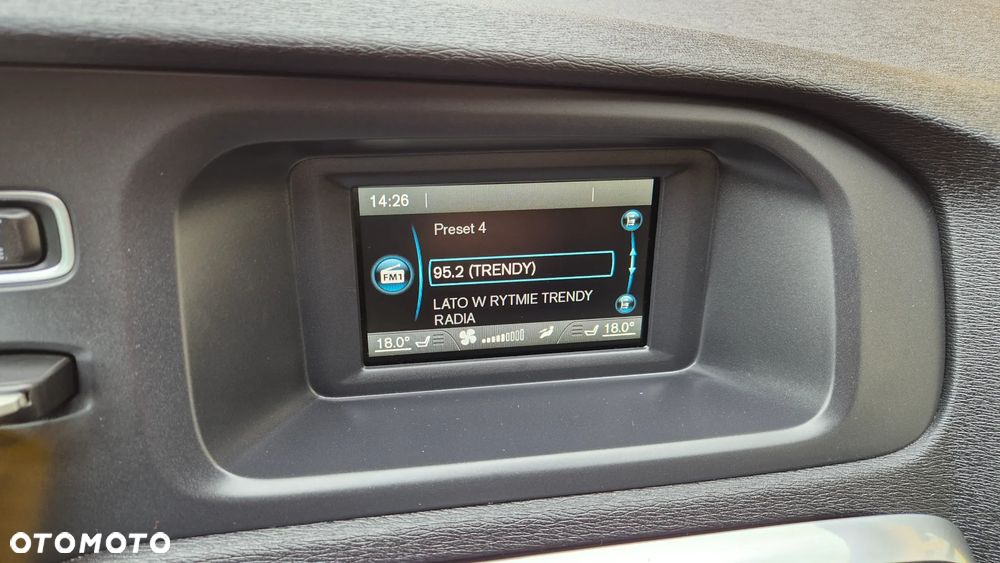 14:26
Preset 4
FM1
95.2 (TRENDY)
LATO W RYTMIE TRENDY
RADIA
18.0° 18.0°
OTOMOTO